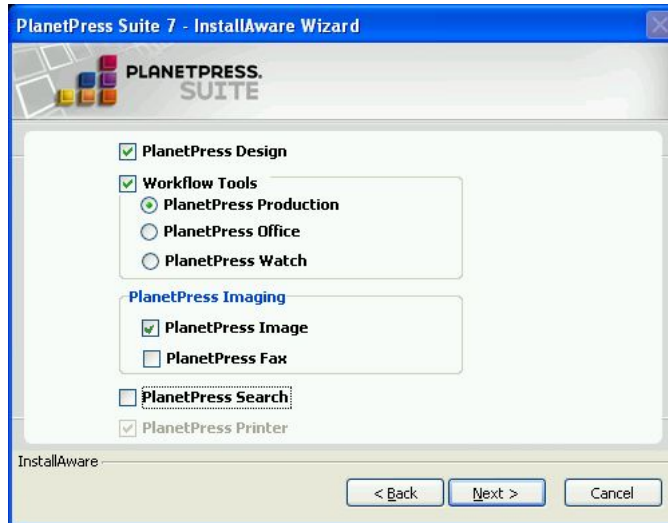 PlanetPress Suite 7 - InstallAware Wizard
PLANETPRESS.
SUITE
PlanetPress Design
Workflow Tools
PlanetPress Production
PlanetPress Office
PlanetPress Watch
PlanetPress Imaging
PlanetPress Image
PlanetPress Fax
PlanetPress Search
PlanetPress Printer
InstallAware
< Back Next > Cancel